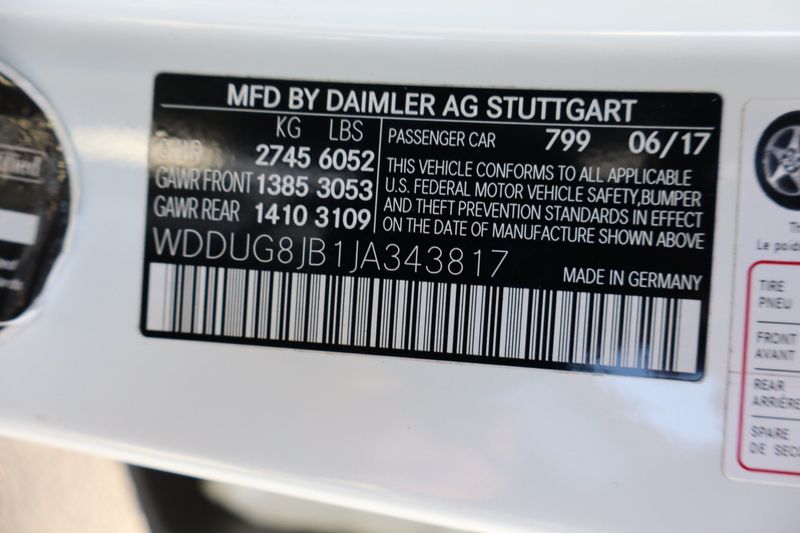 MFD BY DAIMLER AG STUTTGART
KG LBS
GVWR 2745 6052
GAWR FRONT 1385 3053
GAWR REAR 1410 3109
PASSENGER CAR 799 06/17
THIS VEHICLE CONFORMS TO ALL APPLICABLE
U.S. FEDERAL MOTOR VEHICLE SAFETY,BUMPER
AND THEFT PREVENTION STANDARDS IN EFFECT
ON THE DATE OF MANUFACTURE SHOWN ABOVE
WDDUG8JB1JA343817
MADE IN GERMANY
Le poid
TIRE
PNEU
FRONT
AVANT
REAR
ARRIÈRE
SPARE
DE SECO